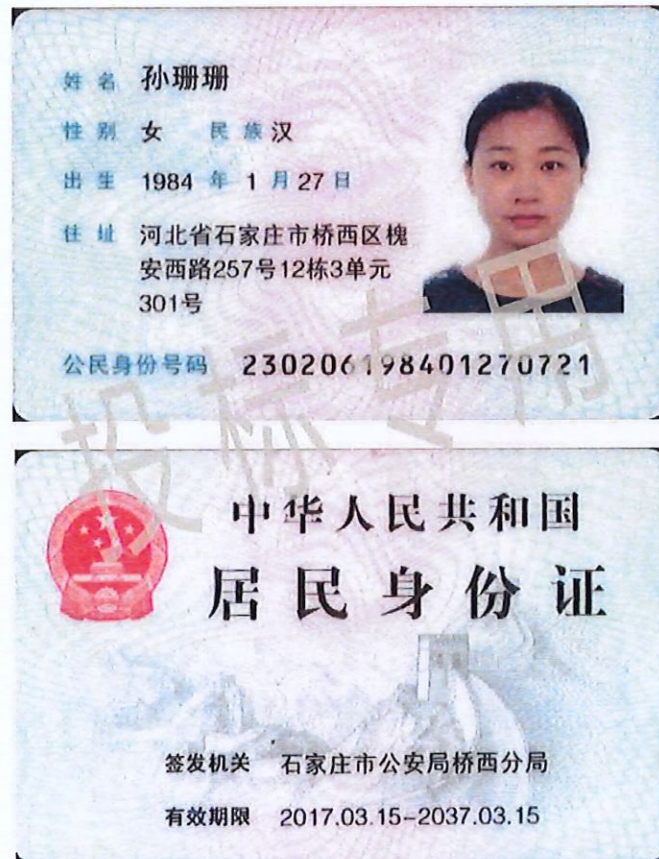 姓名 孙珊珊
性别 女 民族 汉
出生 1984 年 1 月 27 日
住址 河北省石家庄市桥西区槐
安西路257号12栋3单元
301号
公民身份号码 230206198401270721
投标专用
中华人民共和国
居民身份证
签发机关 石家庄市公安局桥西分局
有效期限 2017.03.15-2037.03.15